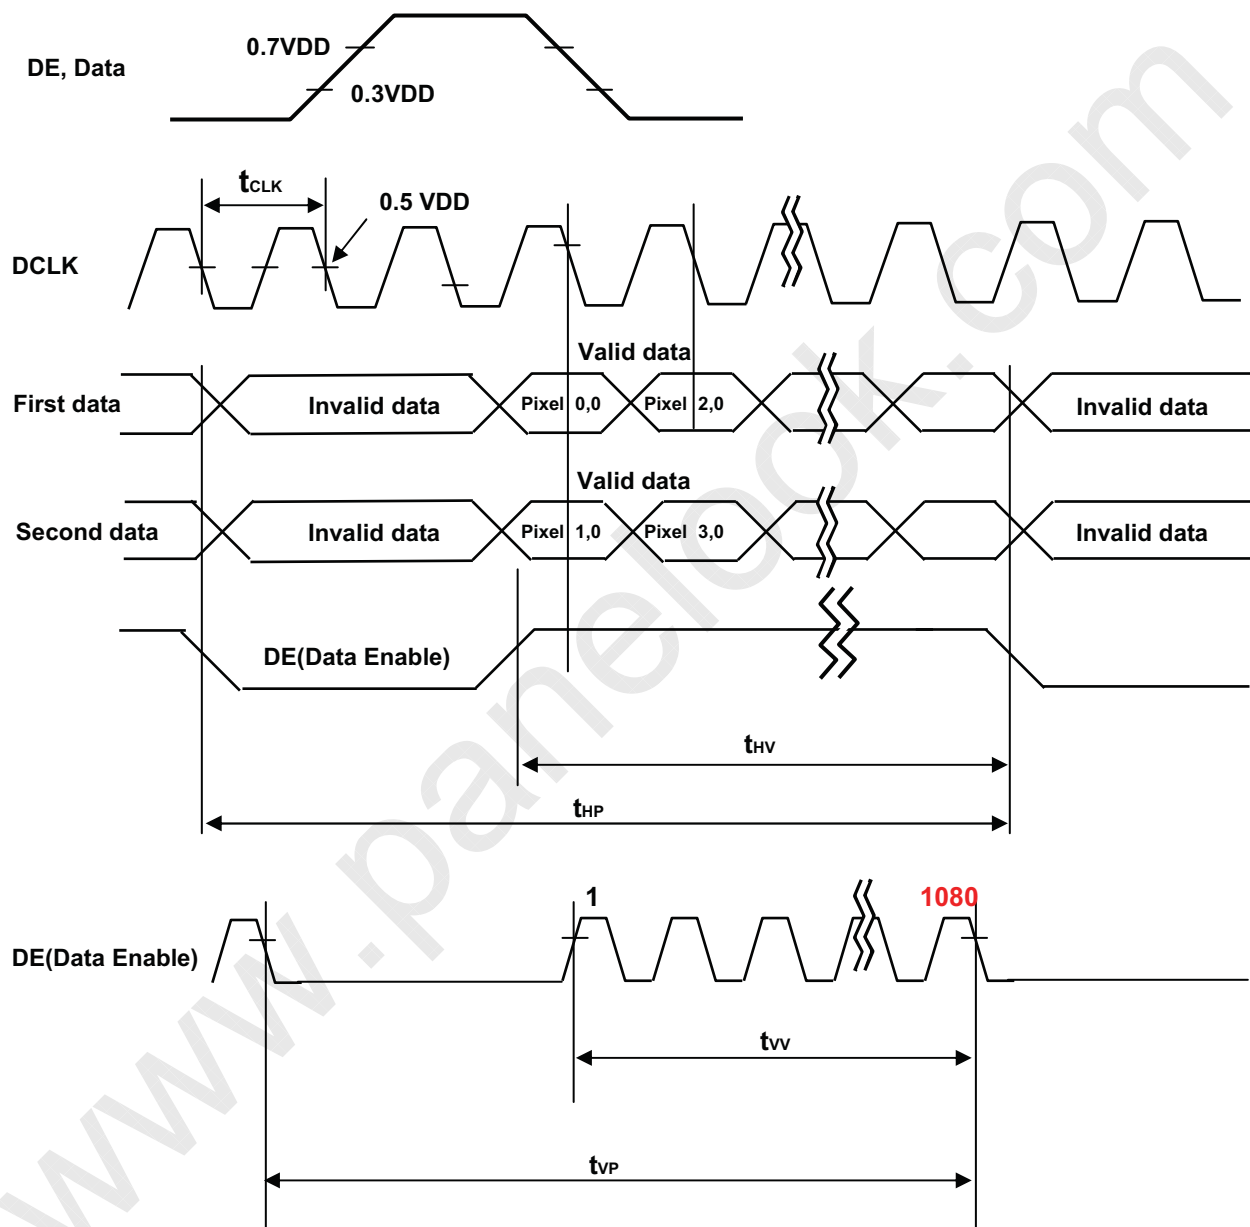 0.7VDD
DE, Data
0.3VDD
tCLK
0.5 VDD
DCLK
Valid data
First data
Invalid data
Pixel 0,0
Pixel 2,0
Invalid data
Valid data
Second data
Invalid data
Pixel 1,0
Pixel 3,0
Invalid data
DE(Data Enable)
tHV
tHP
1
1080
DE(Data Enable)
tVV
tVP
www.panelook.com